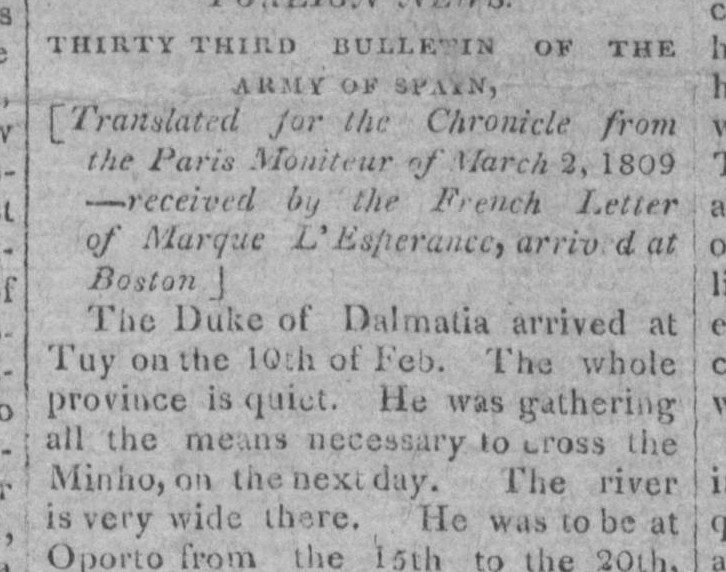 FOREIGN NEWS.
THIRTY THIRD BULLETIN OF THE
ARMY OF SPAIN,
[Translated for the Chronicle from
the Paris Moniteur of March 2, 1809
—received by the French Letter
of Marque L'Esperance, arriv d at
Boston ]
The Duke of Dalmatia arrived at
Tuy on the 10th of Feb. The whole
province is quiet. He was gathering
all the means necessary to cross the
Minho, on the next day. The river
is very wide there. He was to be at
Oporto from the 15th to the 20th,